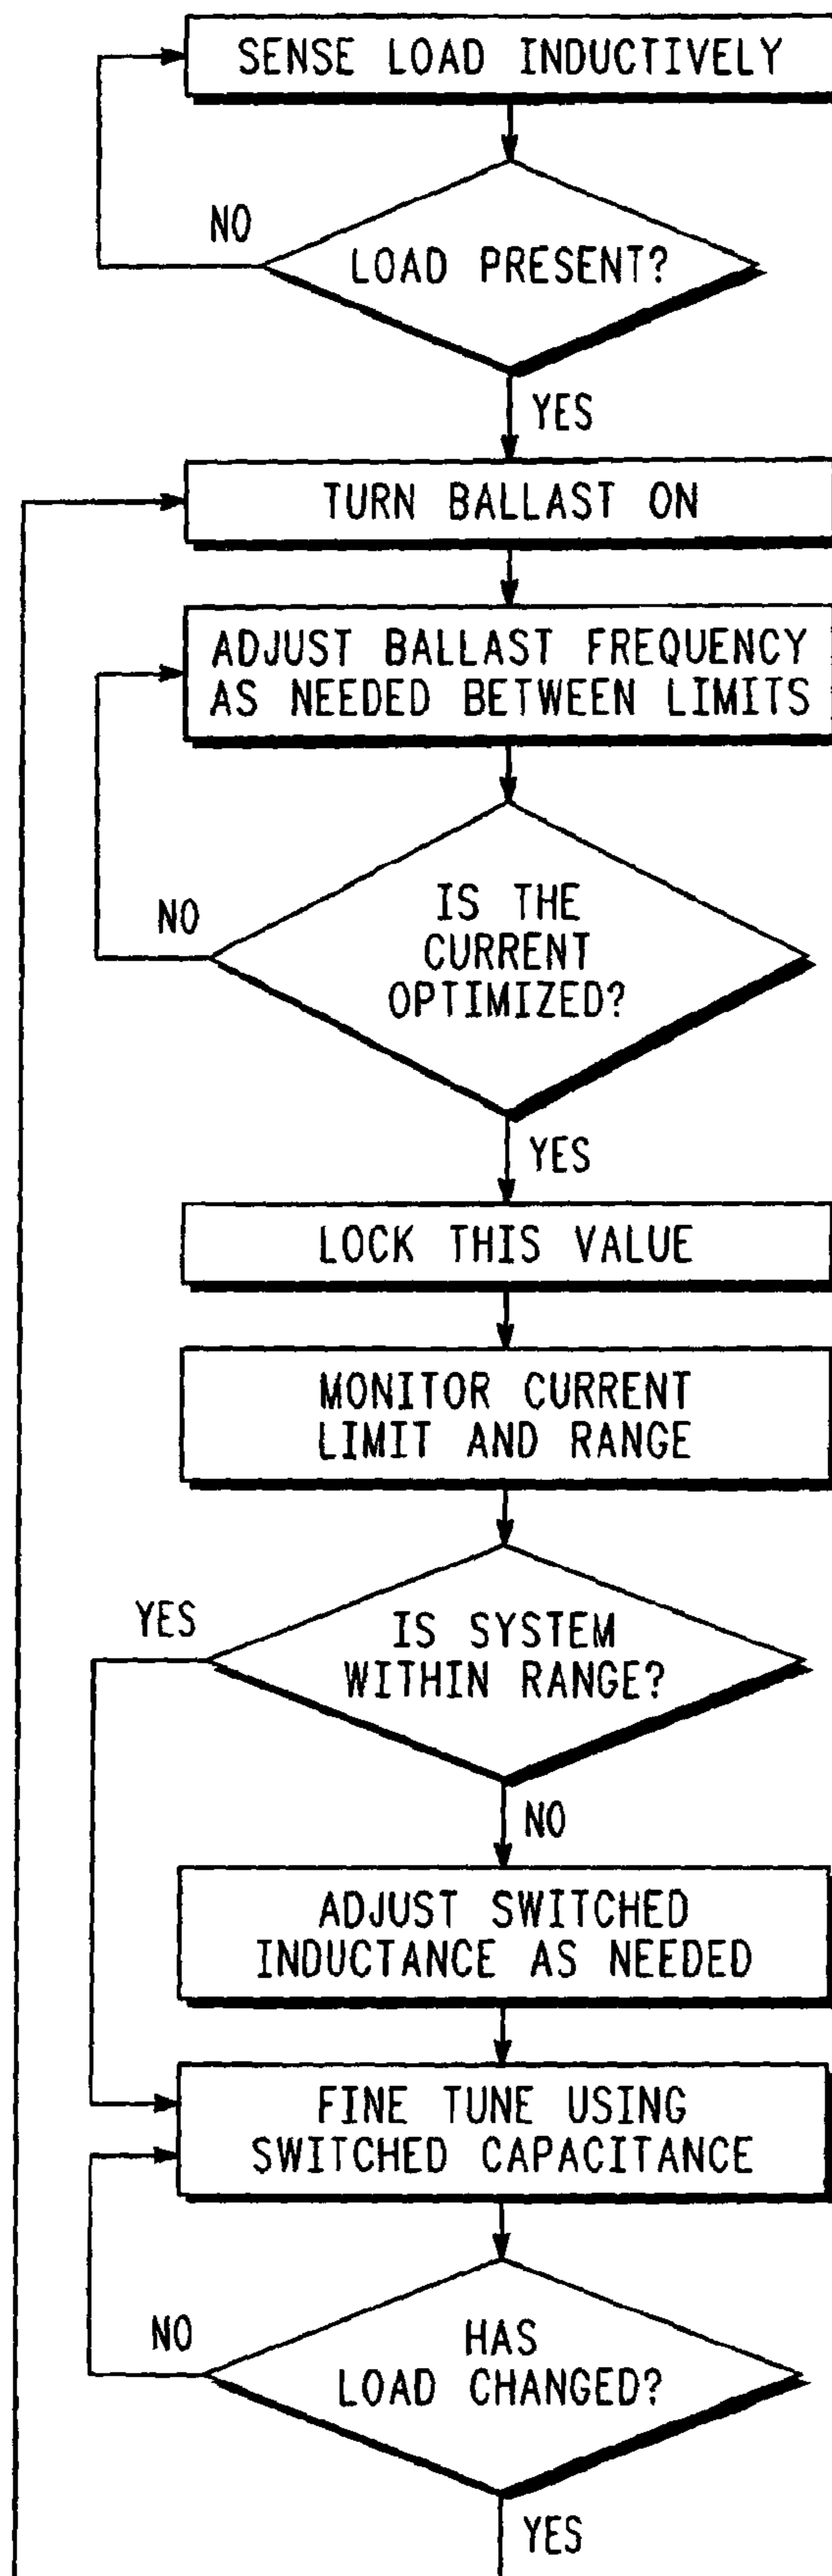 SENSE LOAD INDUCTIVELY
NO
LOAD PRESENT?
YES
TURN BALLAST ON
ADJUST BALLAST FREQUENCY
AS NEEDED BETWEEN LIMITS
NO
IS THE
CURRENT
OPTIMIZED?
YES
LOCK THIS VALUE
MONITOR CURRENT
LIMIT AND RANGE
YES
IS SYSTEM
WITHIN RANGE?
NO
ADJUST SWITCHED
INDUCTANCE AS NEEDED
FINE TUNE USING
SWITCHED CAPACITANCE
NO
HAS
LOAD CHANGED?
YES